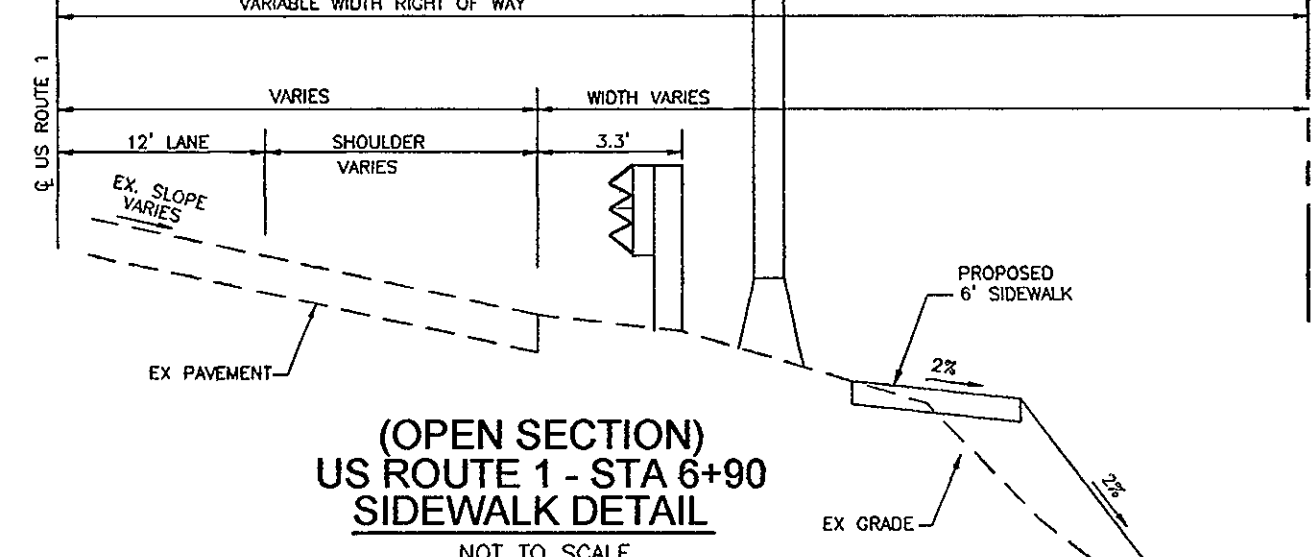 VARIABLE WIDTH RIGHT OF WAY
℄ US ROUTE 1
VARIES
WIDTH VARIES
12' LANE
SHOULDER
VARIES
3.3'
EX. SLOPE
VARIES
PROPOSED
6' SIDEWALK
2%
EX PAVEMENT
(OPEN SECTION)
US ROUTE 1 - STA 6+90
SIDEWALK DETAIL
NOT TO SCALE
EX GRADE
2%